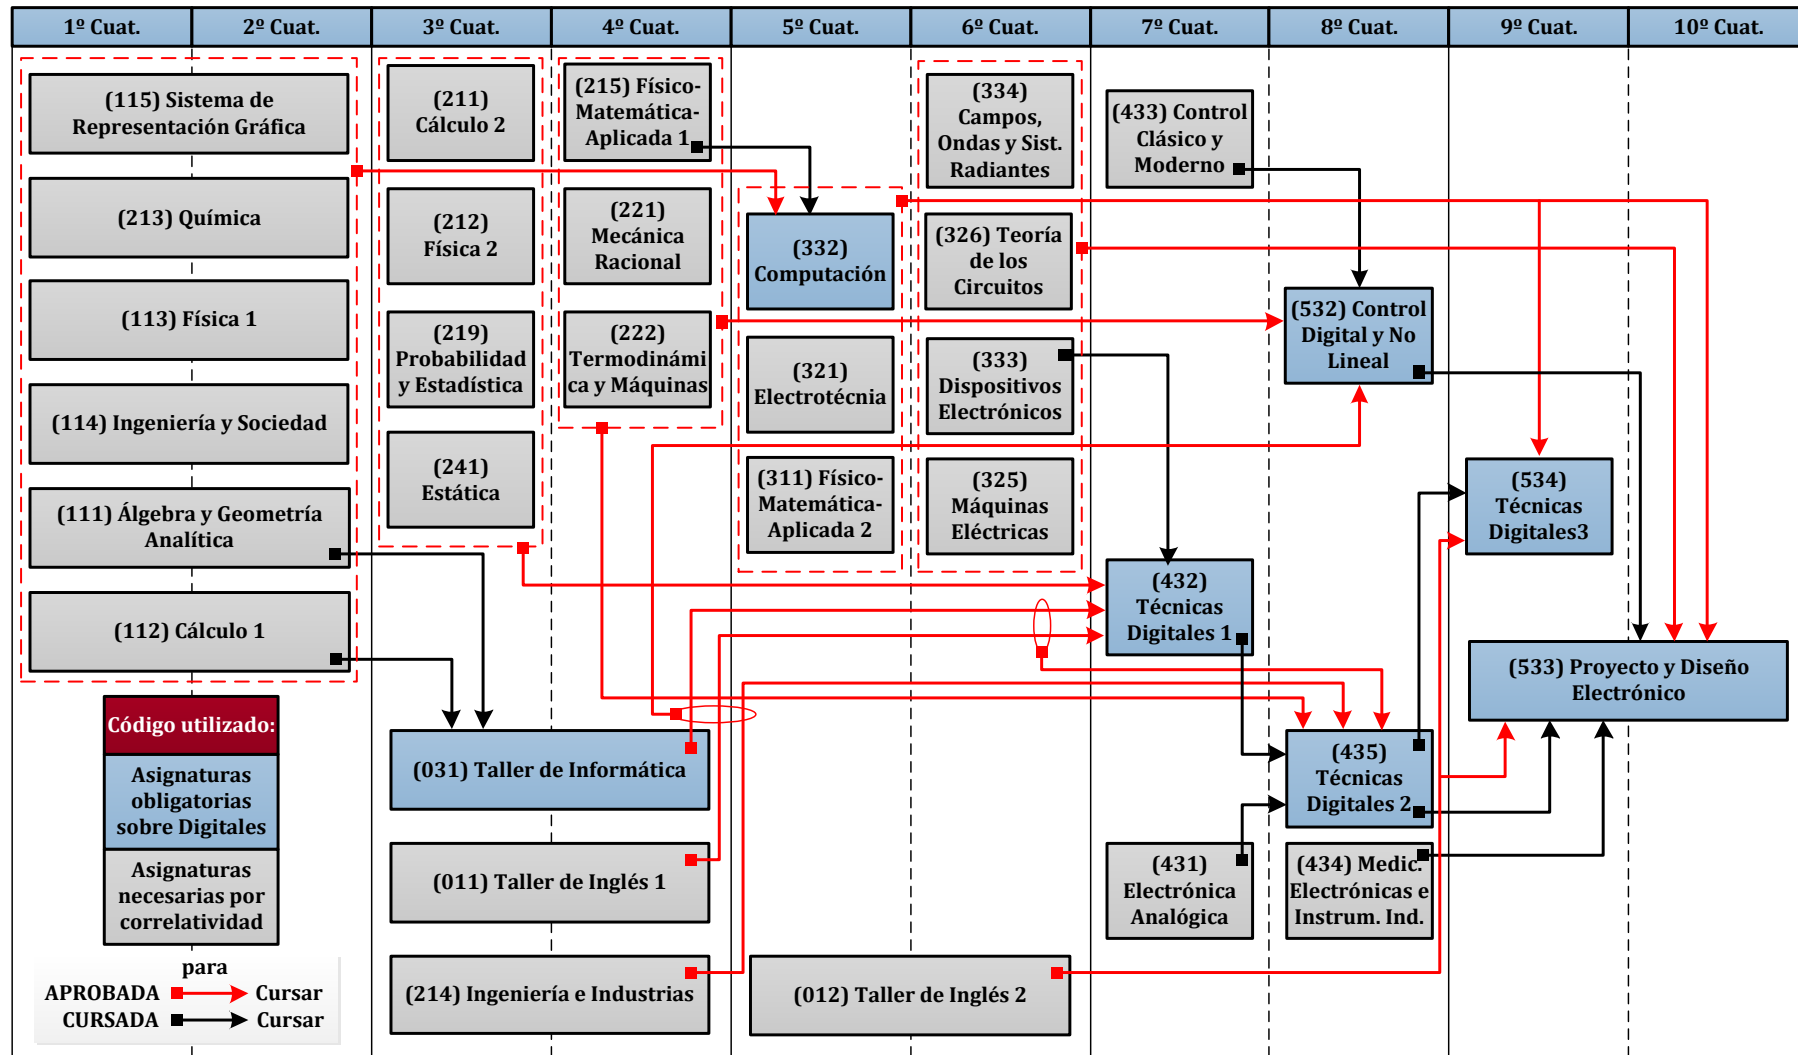 1º Cuat.
2º Cuat.
3º Cuat.
4º Cuat.
5º Cuat.
6º Cuat.
7º Cuat.
8º Cuat.
9º Cuat.
10º Cuat.
(115) Sistema de
Representación Gráfica
(213) Química
(113) Física 1
(114) Ingeniería y Sociedad
(111) Álgebra y Geometría
Analítica
(112) Cálculo 1
(211)
Cálculo 2
(212)
Física 2
(219)
Probabilidad
y Estadística
(241)
Estática
(215) Físico-
Matemática-
Aplicada 1
(221)
Mecánica
Racional
(222)
Termodinámi
ca y Máquinas
(031) Taller de Informática
(011) Taller de Inglés 1
(214) Ingeniería e Industrias
(332)
Computación
(321)
Electrotécnia
(311) Físico-
Matemática-
Aplicada 2
(334)
Campos,
Ondas y Sist.
Radiantes
(326) Teoría
de los
Circuitos
(333)
Dispositivos
Electrónicos
(325)
Máquinas
Eléctricas
(012) Taller de Inglés 2
(433) Control
Clásico y
Moderno
(432)
Técnicas
Digitales 1
(431)
Electrónica
Analógica
(532) Control
Digital y No
Lineal
(435)
Técnicas
Digitales 2
(434) Medic.
Electrónicas e
Instrum. Ind.
(534)
Técnicas
Digitales3
(533) Proyecto y Diseño
Electrónico
Código utilizado:
Asignaturas
obligatorias
sobre Digitales
Asignaturas
necesarias por
correlatividad
para
APROBADA
Cursar
CURSADA
Cursar